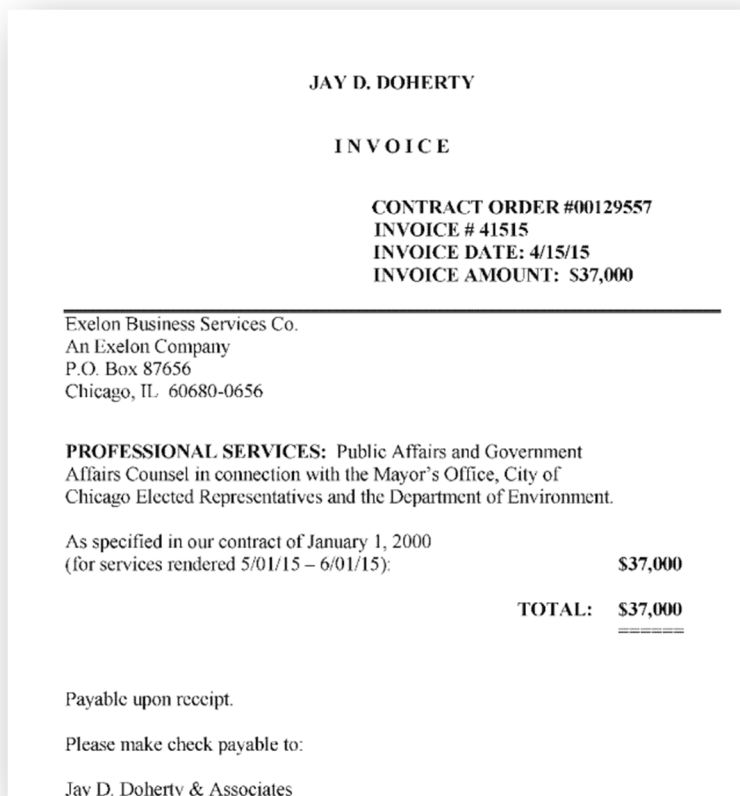 JAY D. DOHERTY
INVOICE
CONTRACT ORDER #00129557
INVOICE # 41515
INVOICE DATE: 4/15/15
INVOICE AMOUNT: $37,000
Exelon Business Services Co.
An Exelon Company
P.O. Box 87656
Chicago, IL 60680-0656
PROFESSIONAL SERVICES: Public Affairs and Government
Affairs Counsel in connection with the Mayor's Office, City of
Chicago Elected Representatives and the Department of Environment.
As specified in our contract of January 1, 2000
(for services rendered 5/01/15 – 6/01/15): $37,000
TOTAL: $37,000
======
Payable upon receipt.
Please make check payable to:
Jay D. Doherty & Associates